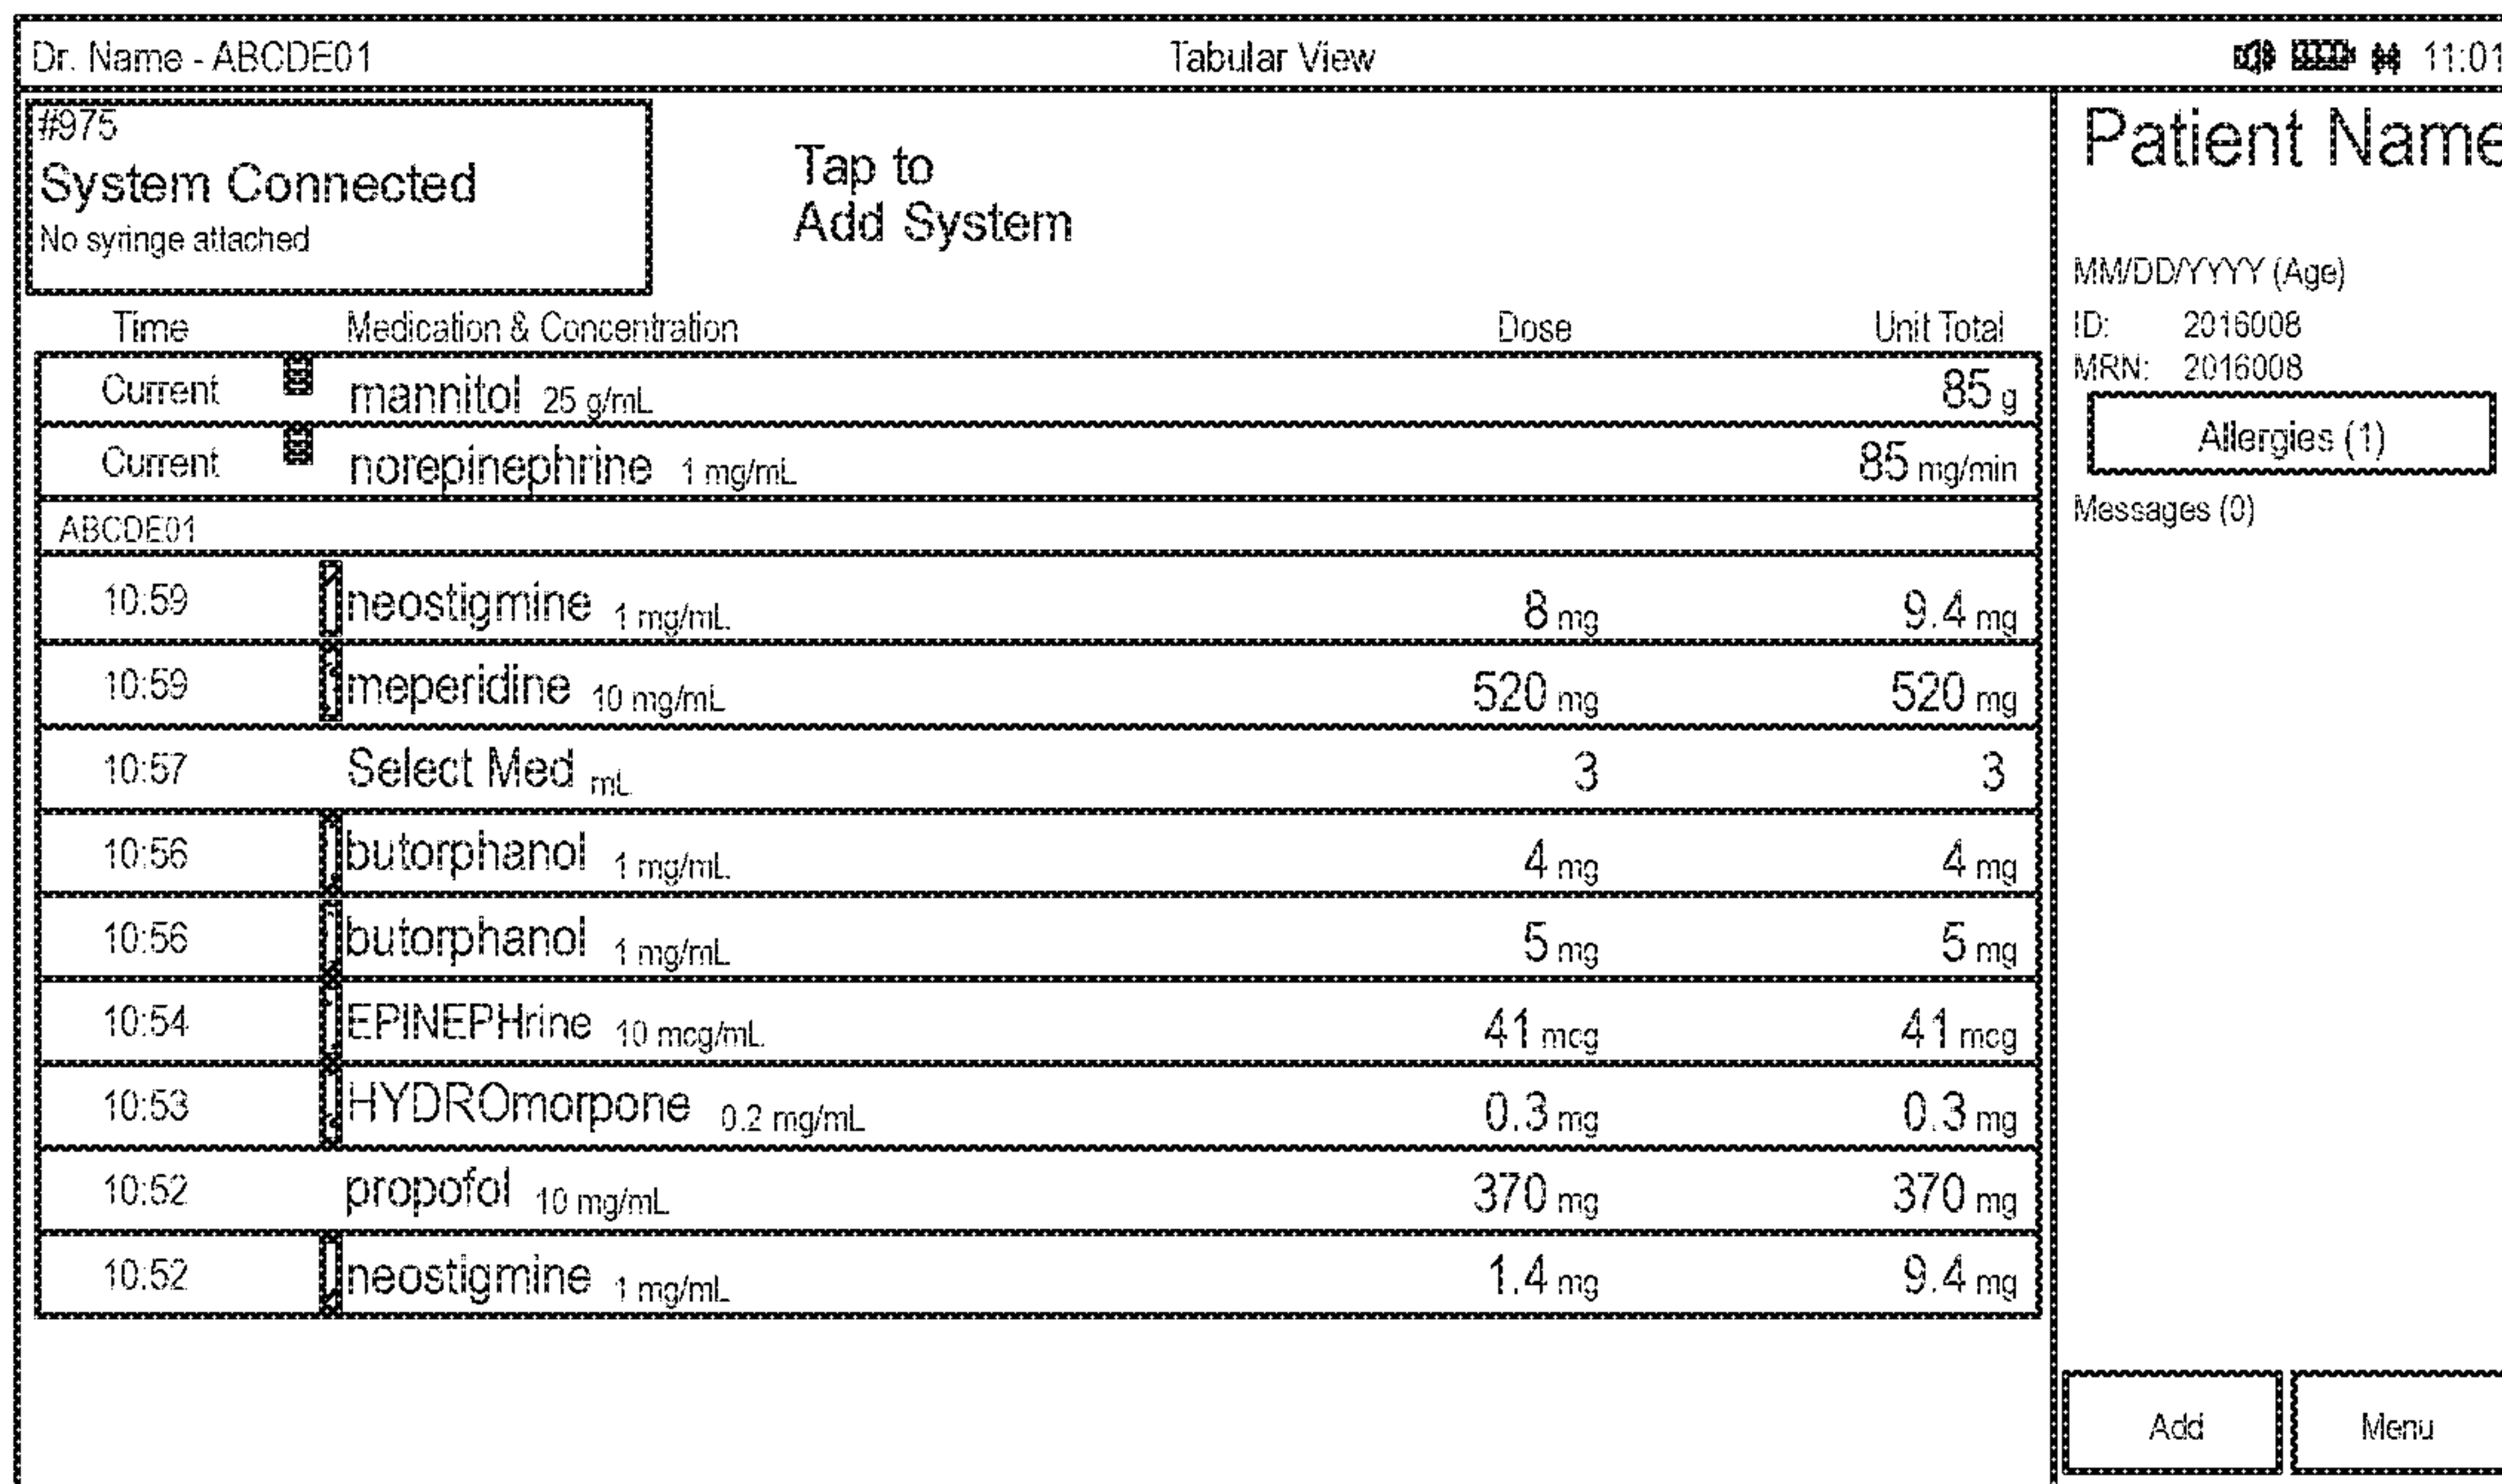 Dr. Name - ABCDE01 Tabular View 11:01
#975
System Connected
No syringe attached
Tap to
Add System
Time Medication & Concentration Dose Unit Total
Current mannitol 25 g/mL 85 g
Current norepinephrine 1 mg/mL 85 mg/min
ABCDE01
10:59 neostigmine 1 mg/mL 8 mg 9.4 mg
10:59 meperidine 10 mg/mL 520 mg 520 mg
10:57 Select Med mL 3 3
10:56 butorphanol 1 mg/mL 4 mg 4 mg
10:56 butorphanol 1 mg/mL 5 mg 5 mg
10:54 EPINEPHrine 10 mcg/mL 41 mcg 41 mcg
10:53 HYDROmorpone 0.2 mg/mL 0.3 mg 0.3 mg
10:52 propofol 10 mg/mL 370 mg 370 mg
10:52 neostigmine 1 mg/mL 1.4 mg 9.4 mg
Patient Name
MM/DD/YYYY (Age)
ID: 2016008
MRN: 2016008
Allergies (1)
Messages (0)
Add Menu